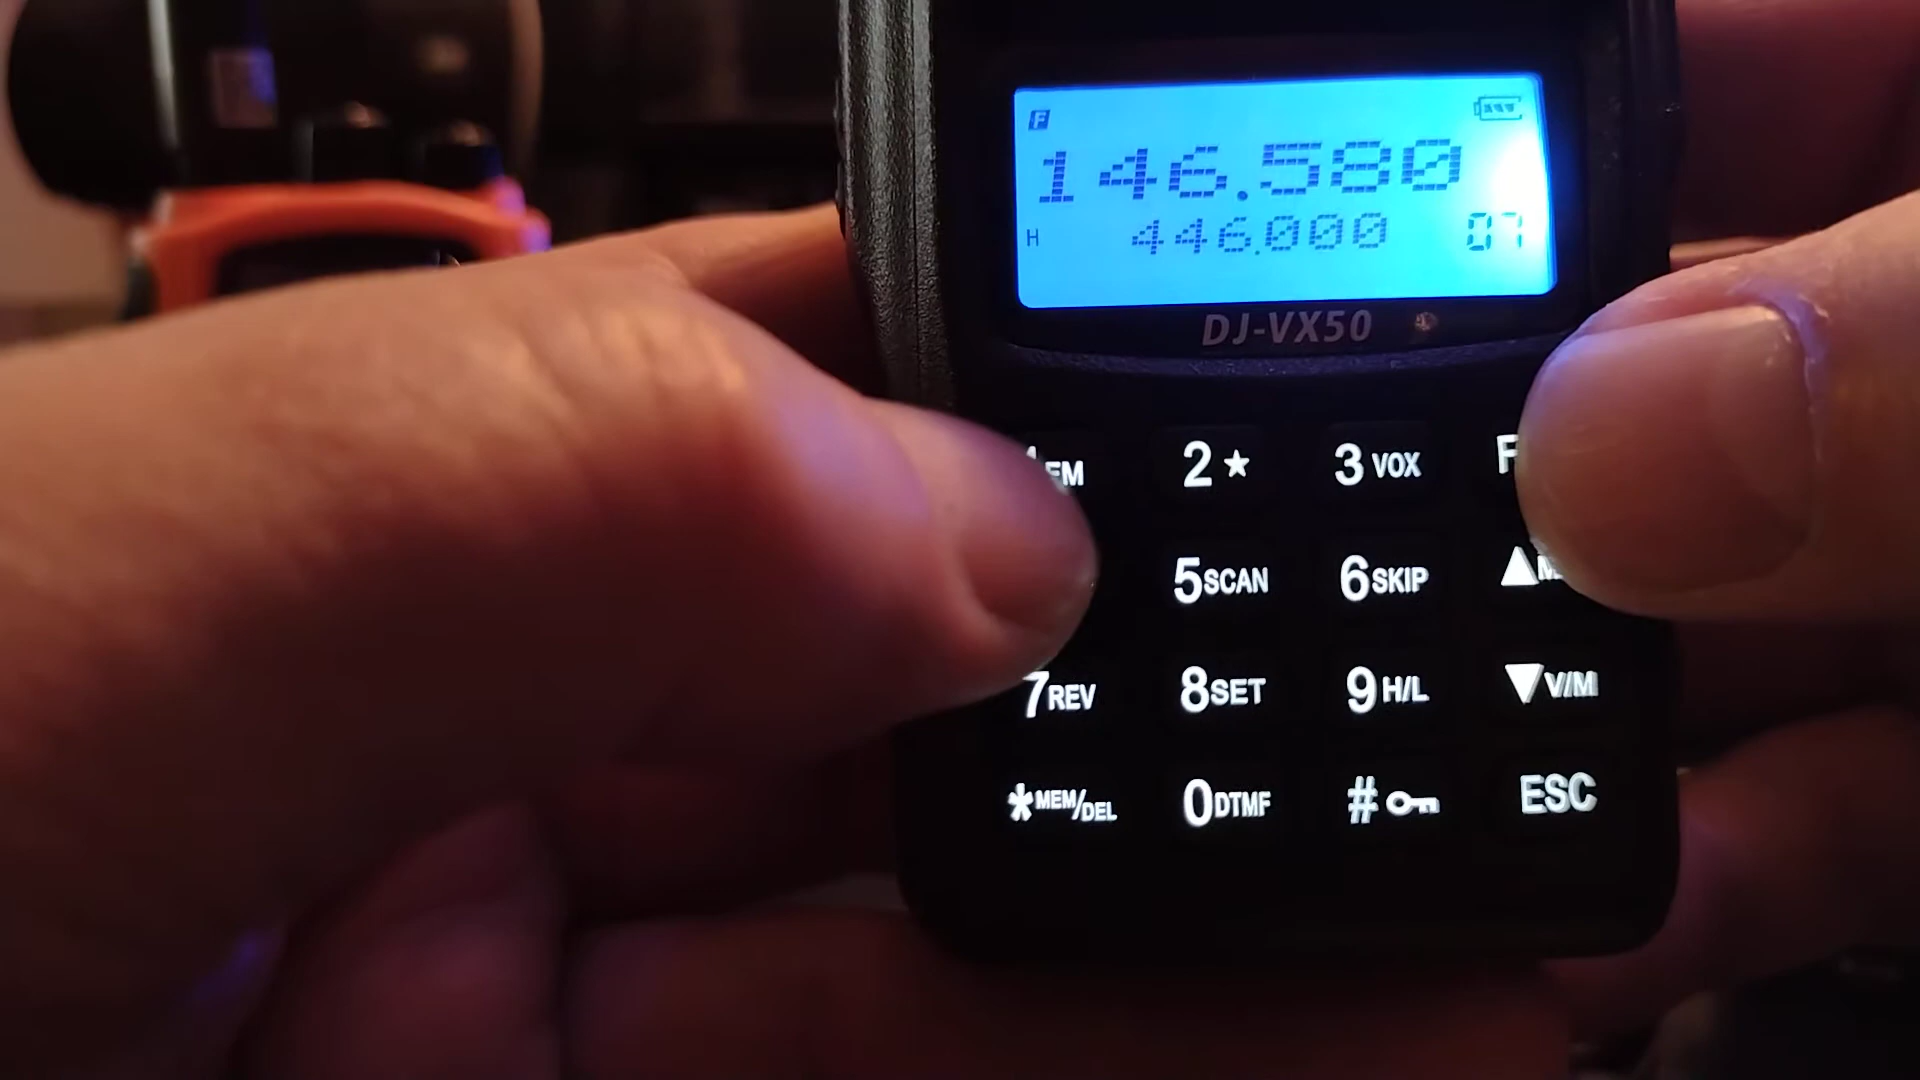 F
146.580
H 446.000 07
DJ-VX50
FM 2★ 3 VOX F
5SCAN 6SKIP ▲
7REV 8SET 9H/L ▼V/M
*MEM/DEL 0DTMF # ESC